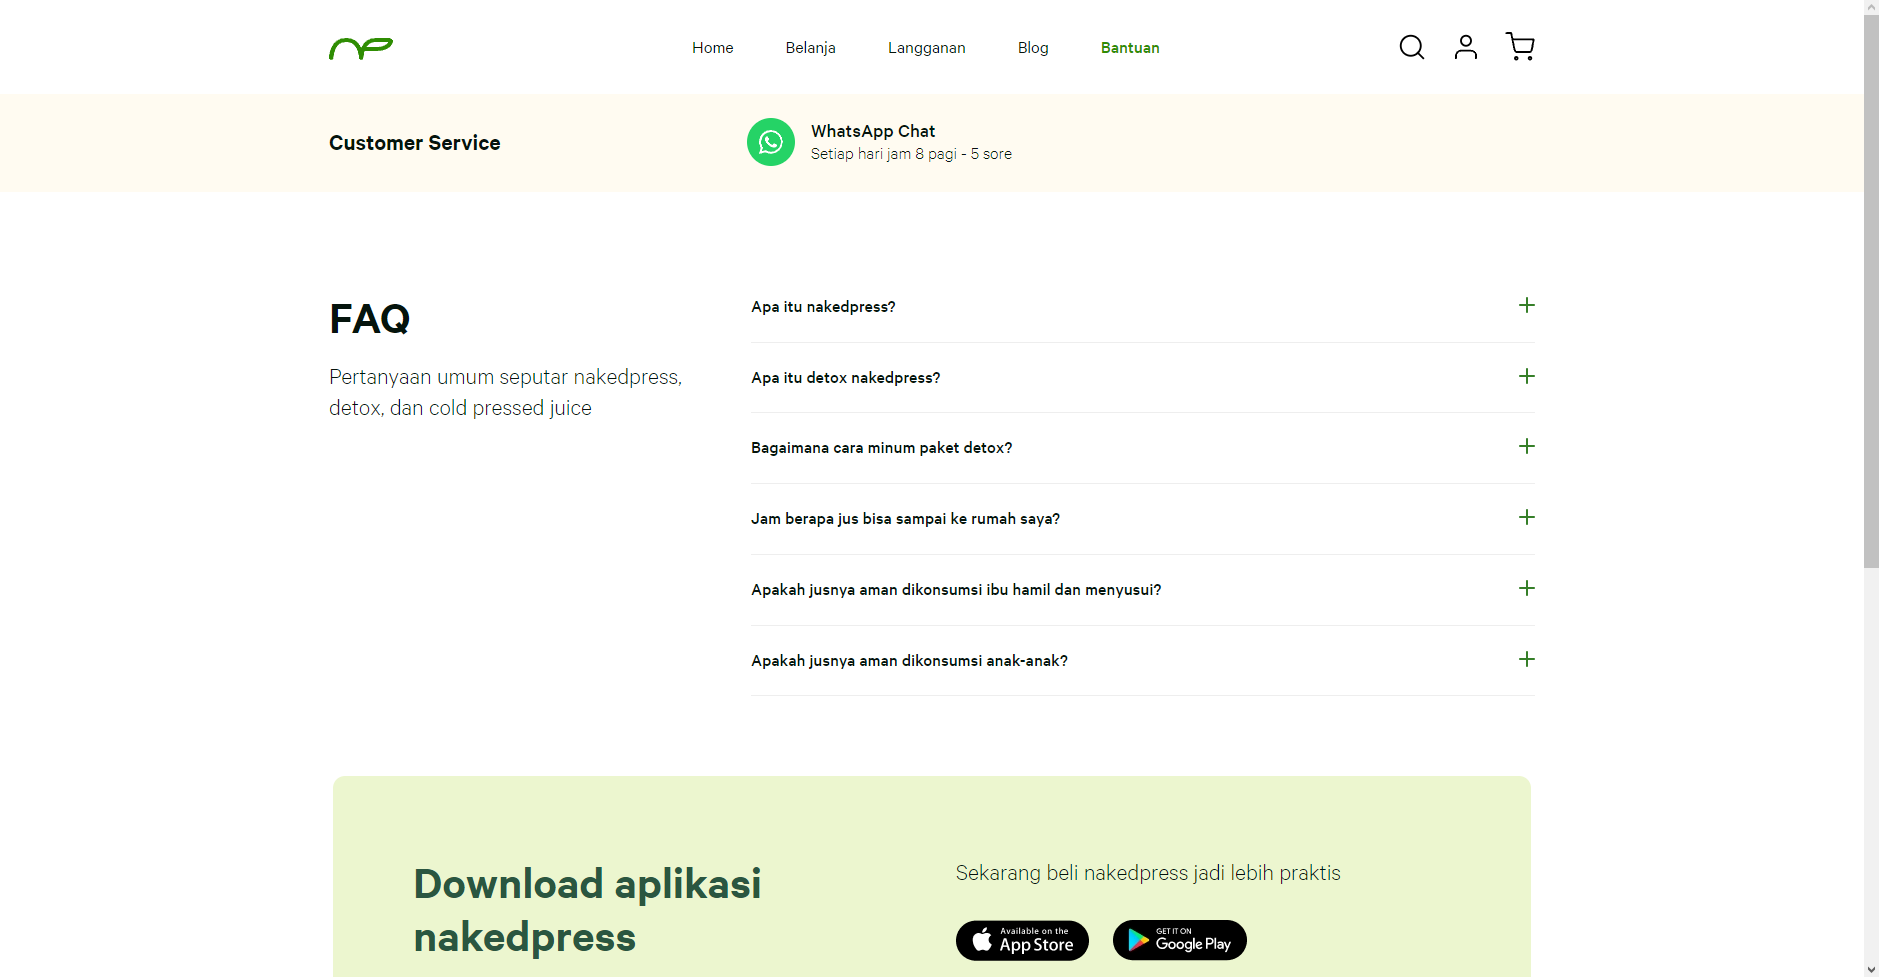 Home
Belanja
Langganan
Blog
Bantuan
Customer Service
WhatsApp Chat
Setiap hari jam 8 pagi - 5 sore
FAQ
Pertanyaan umum seputar nakedpress,
detox, dan cold pressed juice
Apa itu nakedpress?
Apa itu detox nakedpress?
Bagaimana cara minum paket detox?
Jam berapa jus bisa sampai ke rumah saya?
Apakah jusnya aman dikonsumsi ibu hamil dan menyusui?
Apakah jusnya aman dikonsumsi anak-anak?
Download aplikasi
nakedpress
Sekarang beli nakedpress jadi lebih praktis
Available on the
App Store
GET IT ON
Google Play